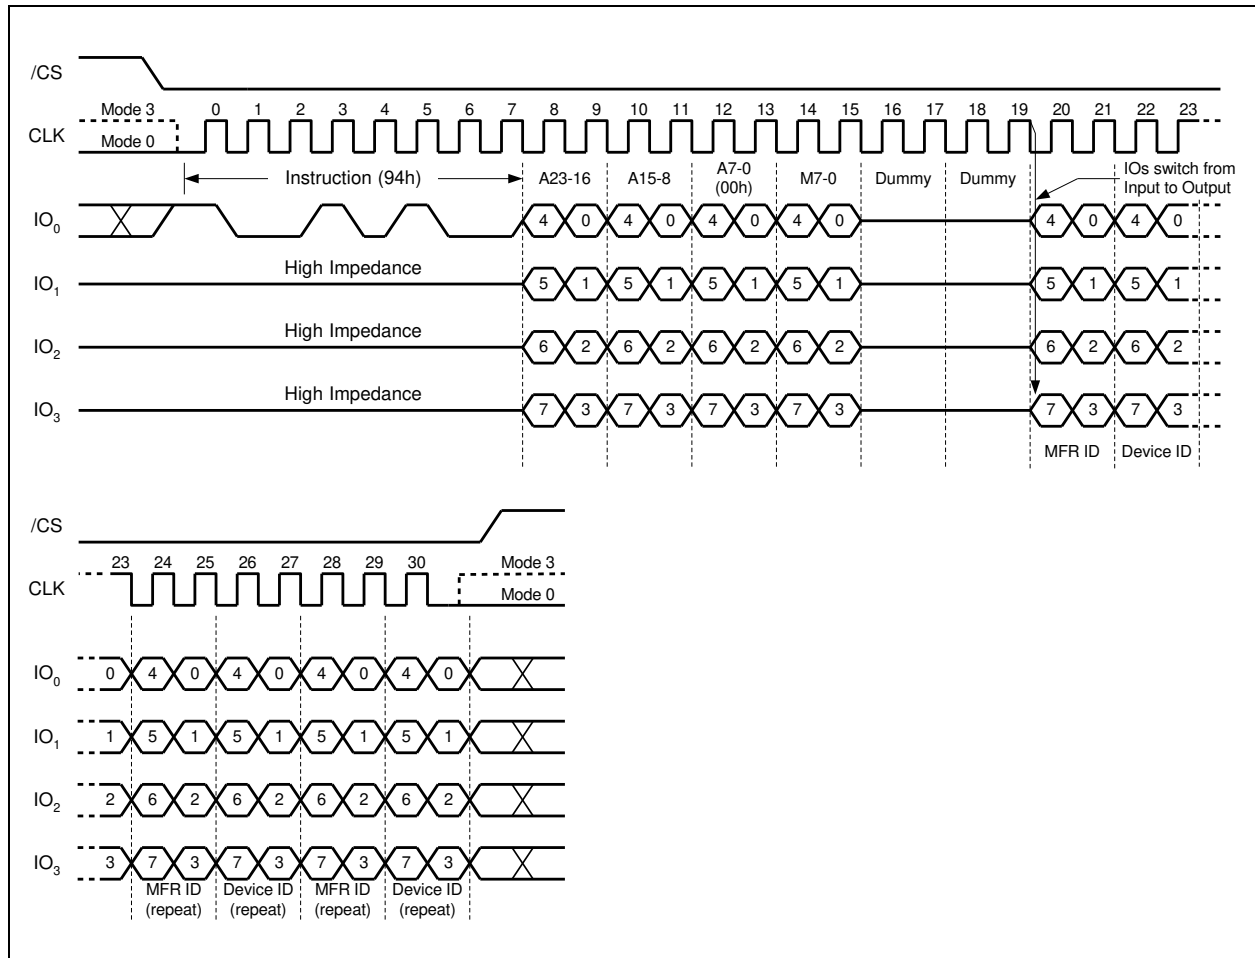 /CS
Mode 3 0 1 2 3 4 5 6 7 8 9 10 11 12 13 14 15 16 17 18 19 20 21 22 23
CLK
Mode 0
Instruction (94h) A23-16 A15-8 A7-0 (00h) M7-0 Dummy Dummy IOs switch from Input to Output
IO0 4 0 4 0 4 0 4 0 4 0 4 0
High Impedance
IO1 5 1 5 1 5 1 5 1 5 1 5 1
High Impedance
IO2 6 2 6 2 6 2 6 2 6 2 6 2
High Impedance
IO3 7 3 7 3 7 3 7 3 7 3 7 3
MFR ID Device ID
/CS
23 24 25 26 27 28 29 30 Mode 3
CLK
Mode 0
IO0 0 4 0 4 0 4 0 4 0
IO1 1 5 1 5 1 5 1 5 1
IO2 2 6 2 6 2 6 2 6 2
IO3 3 7 3 7 3 7 3 7 3
MFR ID Device ID MFR ID Device ID
(repeat) (repeat) (repeat) (repeat)